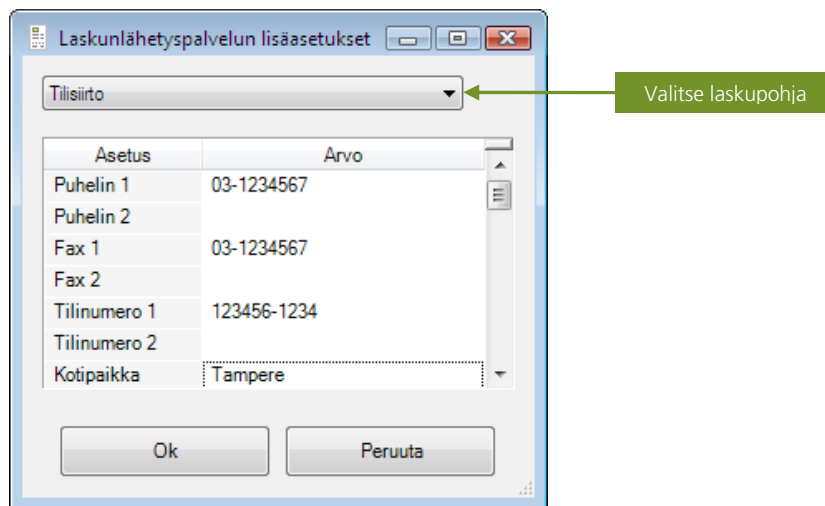 Laskunlähetyspalvelun lisäasetukset
Tilisiirto
Valitse laskupohja
Asetus Arvo
Puhelin 1 03-1234567
Puhelin 2
Fax 1 03-1234567
Fax 2
Tilinumero 1 123456-1234
Tilinumero 2
Kotipaikka Tampere
Ok Peruuta